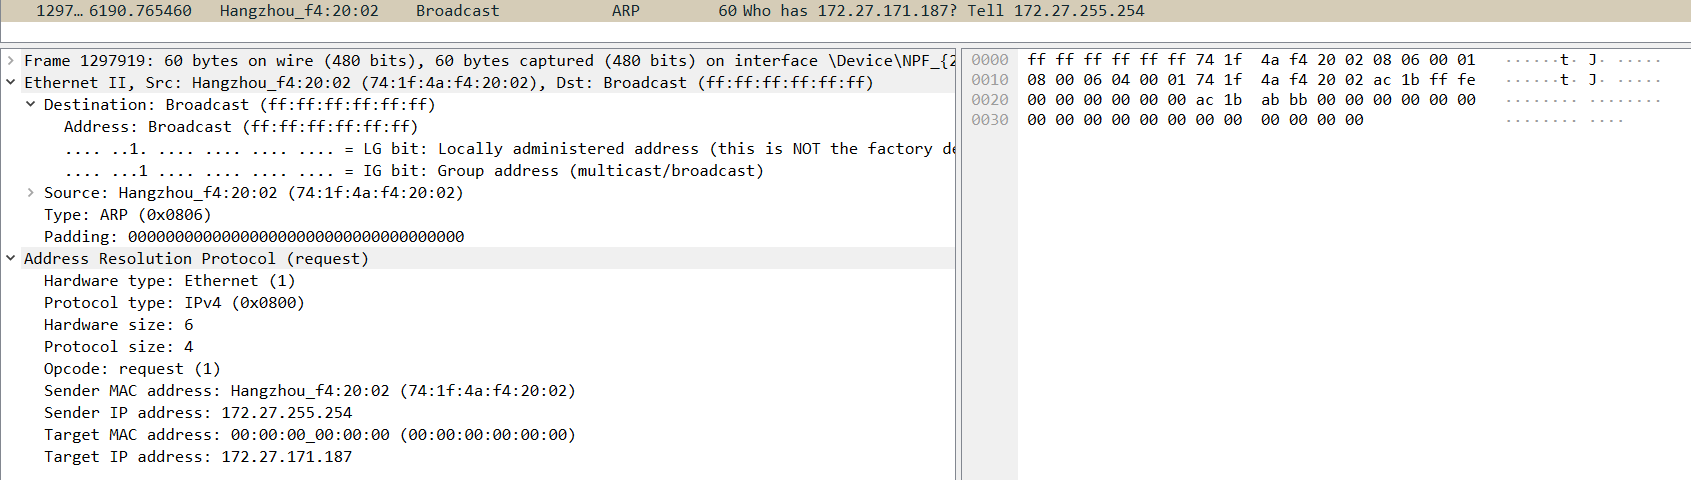 1297… 6190.765460 Hangzhou_f4:20:02 Broadcast ARP 60 Who has 172.27.171.187? Tell 172.27.255.254
Frame 1297919: 60 bytes on wire (480 bits), 60 bytes captured (480 bits) on interface \Device\NPF_{2
Ethernet II, Src: Hangzhou_f4:20:02 (74:1f:4a:f4:20:02), Dst: Broadcast (ff:ff:ff:ff:ff:ff)
Destination: Broadcast (ff:ff:ff:ff:ff:ff)
Address: Broadcast (ff:ff:ff:ff:ff:ff)
.... ..1. .... .... .... .... = LG bit: Locally administered address (this is NOT the factory de
.... ...1 .... .... .... .... = IG bit: Group address (multicast/broadcast)
Source: Hangzhou_f4:20:02 (74:1f:4a:f4:20:02)
Type: ARP (0x0806)
Padding: 000000000000000000000000000000000000
Address Resolution Protocol (request)
Hardware type: Ethernet (1)
Protocol type: IPv4 (0x0800)
Hardware size: 6
Protocol size: 4
Opcode: request (1)
Sender MAC address: Hangzhou_f4:20:02 (74:1f:4a:f4:20:02)
Sender IP address: 172.27.255.254
Target MAC address: 00:00:00_00:00:00 (00:00:00:00:00:00)
Target IP address: 172.27.171.187
0000 ff ff ff ff ff ff 74 1f 4a f4 20 02 08 06 00 01 ······t· J· ·····
0010 08 00 06 04 00 01 74 1f 4a f4 20 02 ac 1b ff fe ······t· J· ·····
0020 00 00 00 00 00 00 ac 1b ab bb 00 00 00 00 00 00 ········ ········
0030 00 00 00 00 00 00 00 00 00 00 00 00 ········ ····